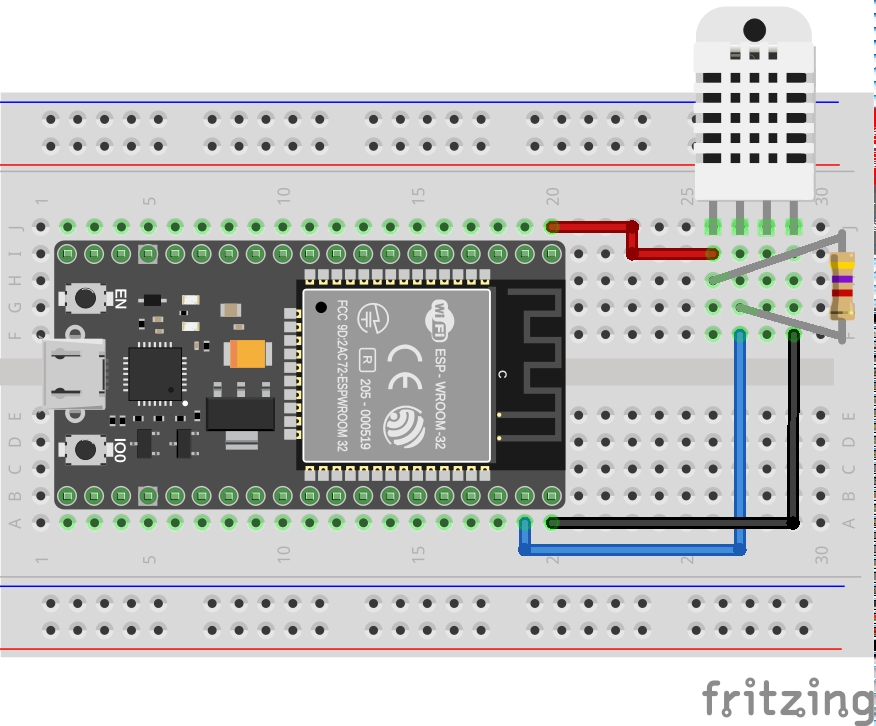 1 5 10 15 20 25 30
J J
I
H H
G G
F F
EN
WiFi
ESP - WROOM -32
C
CE
R
205 - 000519
FCC 9D:2AC72-ESPWROOM 32
E E
D D
C C
IO0
B B
A A
1 5 10 15 20 25 30
fritzing